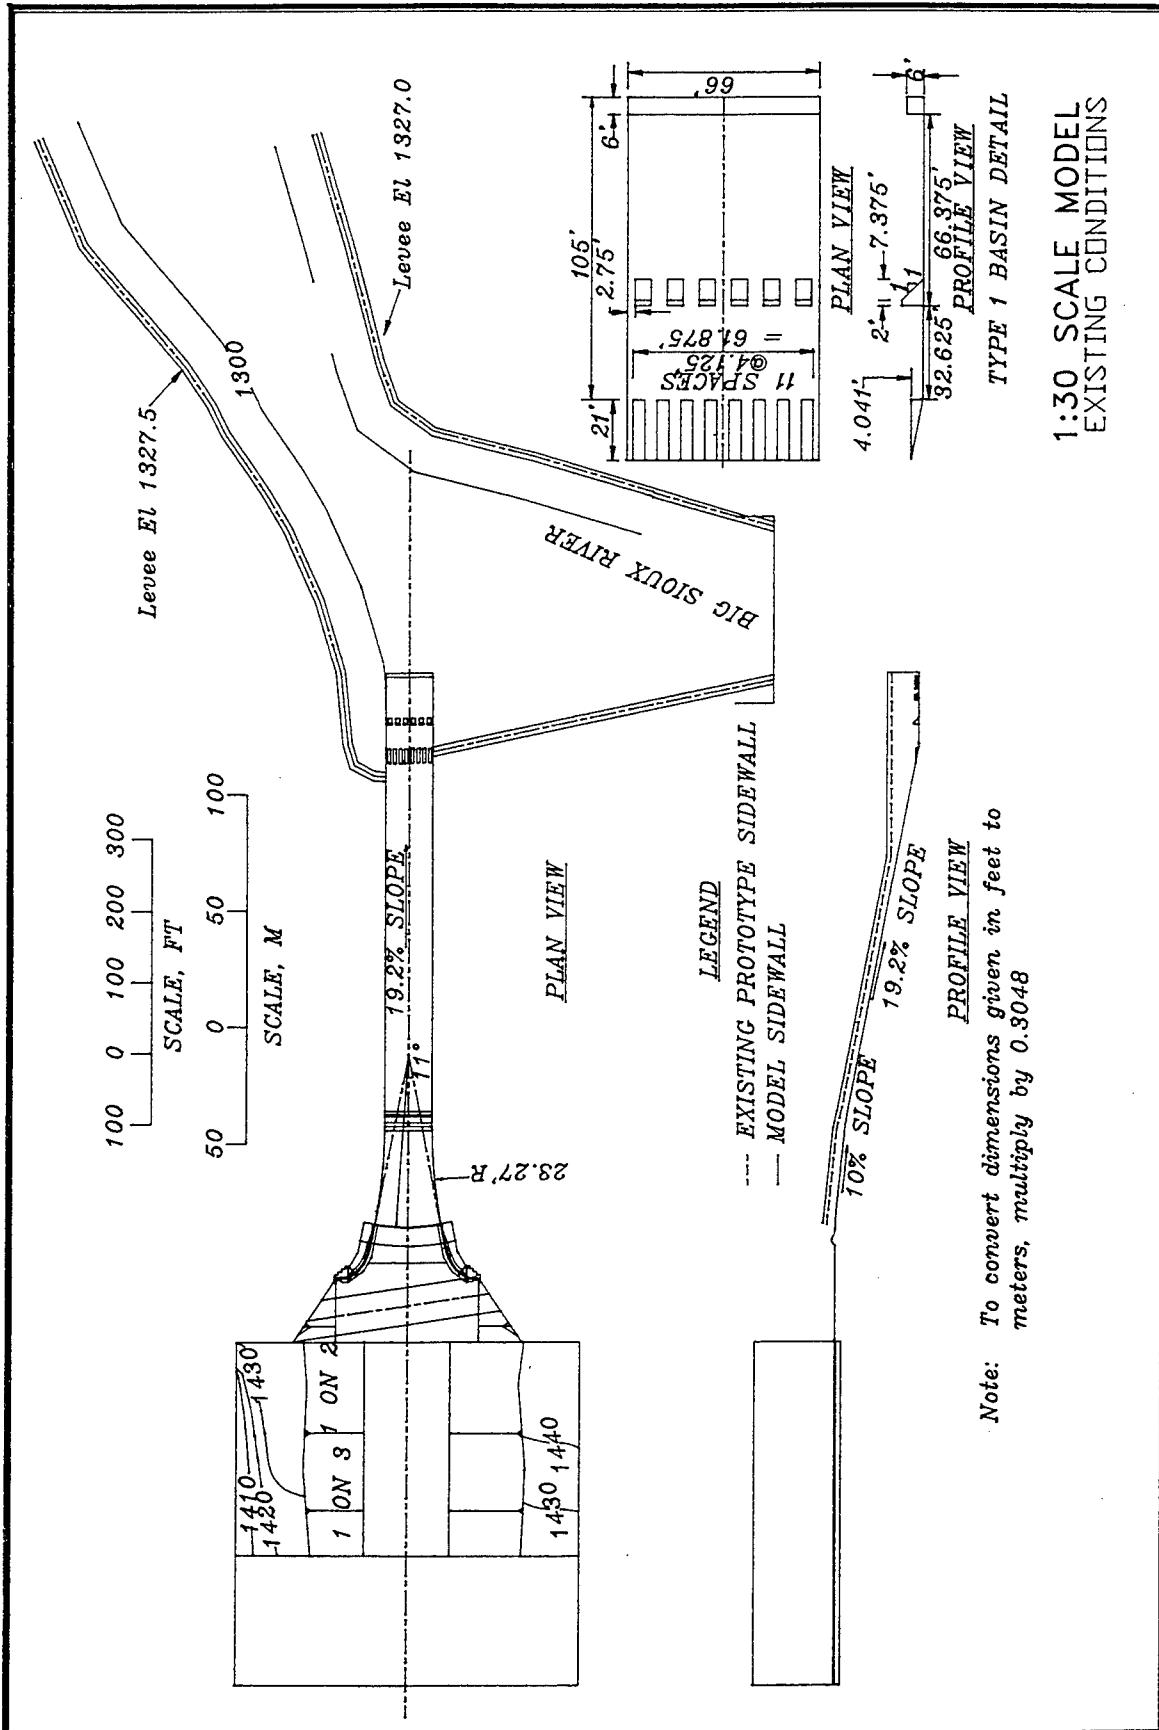 100 0 100 200 300
SCALE, FT
50 0 50 100
SCALE, M
Levee El 1327.5
1300
Levee El 1327.0
BIG SIOUX RIVER
1410
1420
1430
1 ON 3
1 ON 2
1430
1440
11°
19.2% SLOPE
23.27' R
PLAN VIEW
LEGEND
EXISTING PROTOTYPE SIDEWALL
MODEL SIDEWALL
10% SLOPE
19.2% SLOPE
PROFILE VIEW
Note: To convert dimensions given in feet to
meters, multiply by 0.3048
21'
105'
2.75'
6'
66'
11 SPACES
@4.125'
= 61.875'
PLAN VIEW
4.041'
2'
7.375'
1
1
6'
32.625
66.375'
PROFILE VIEW
TYPE 1 BASIN DETAIL
1:30 SCALE MODEL
EXISTING CONDITIONS